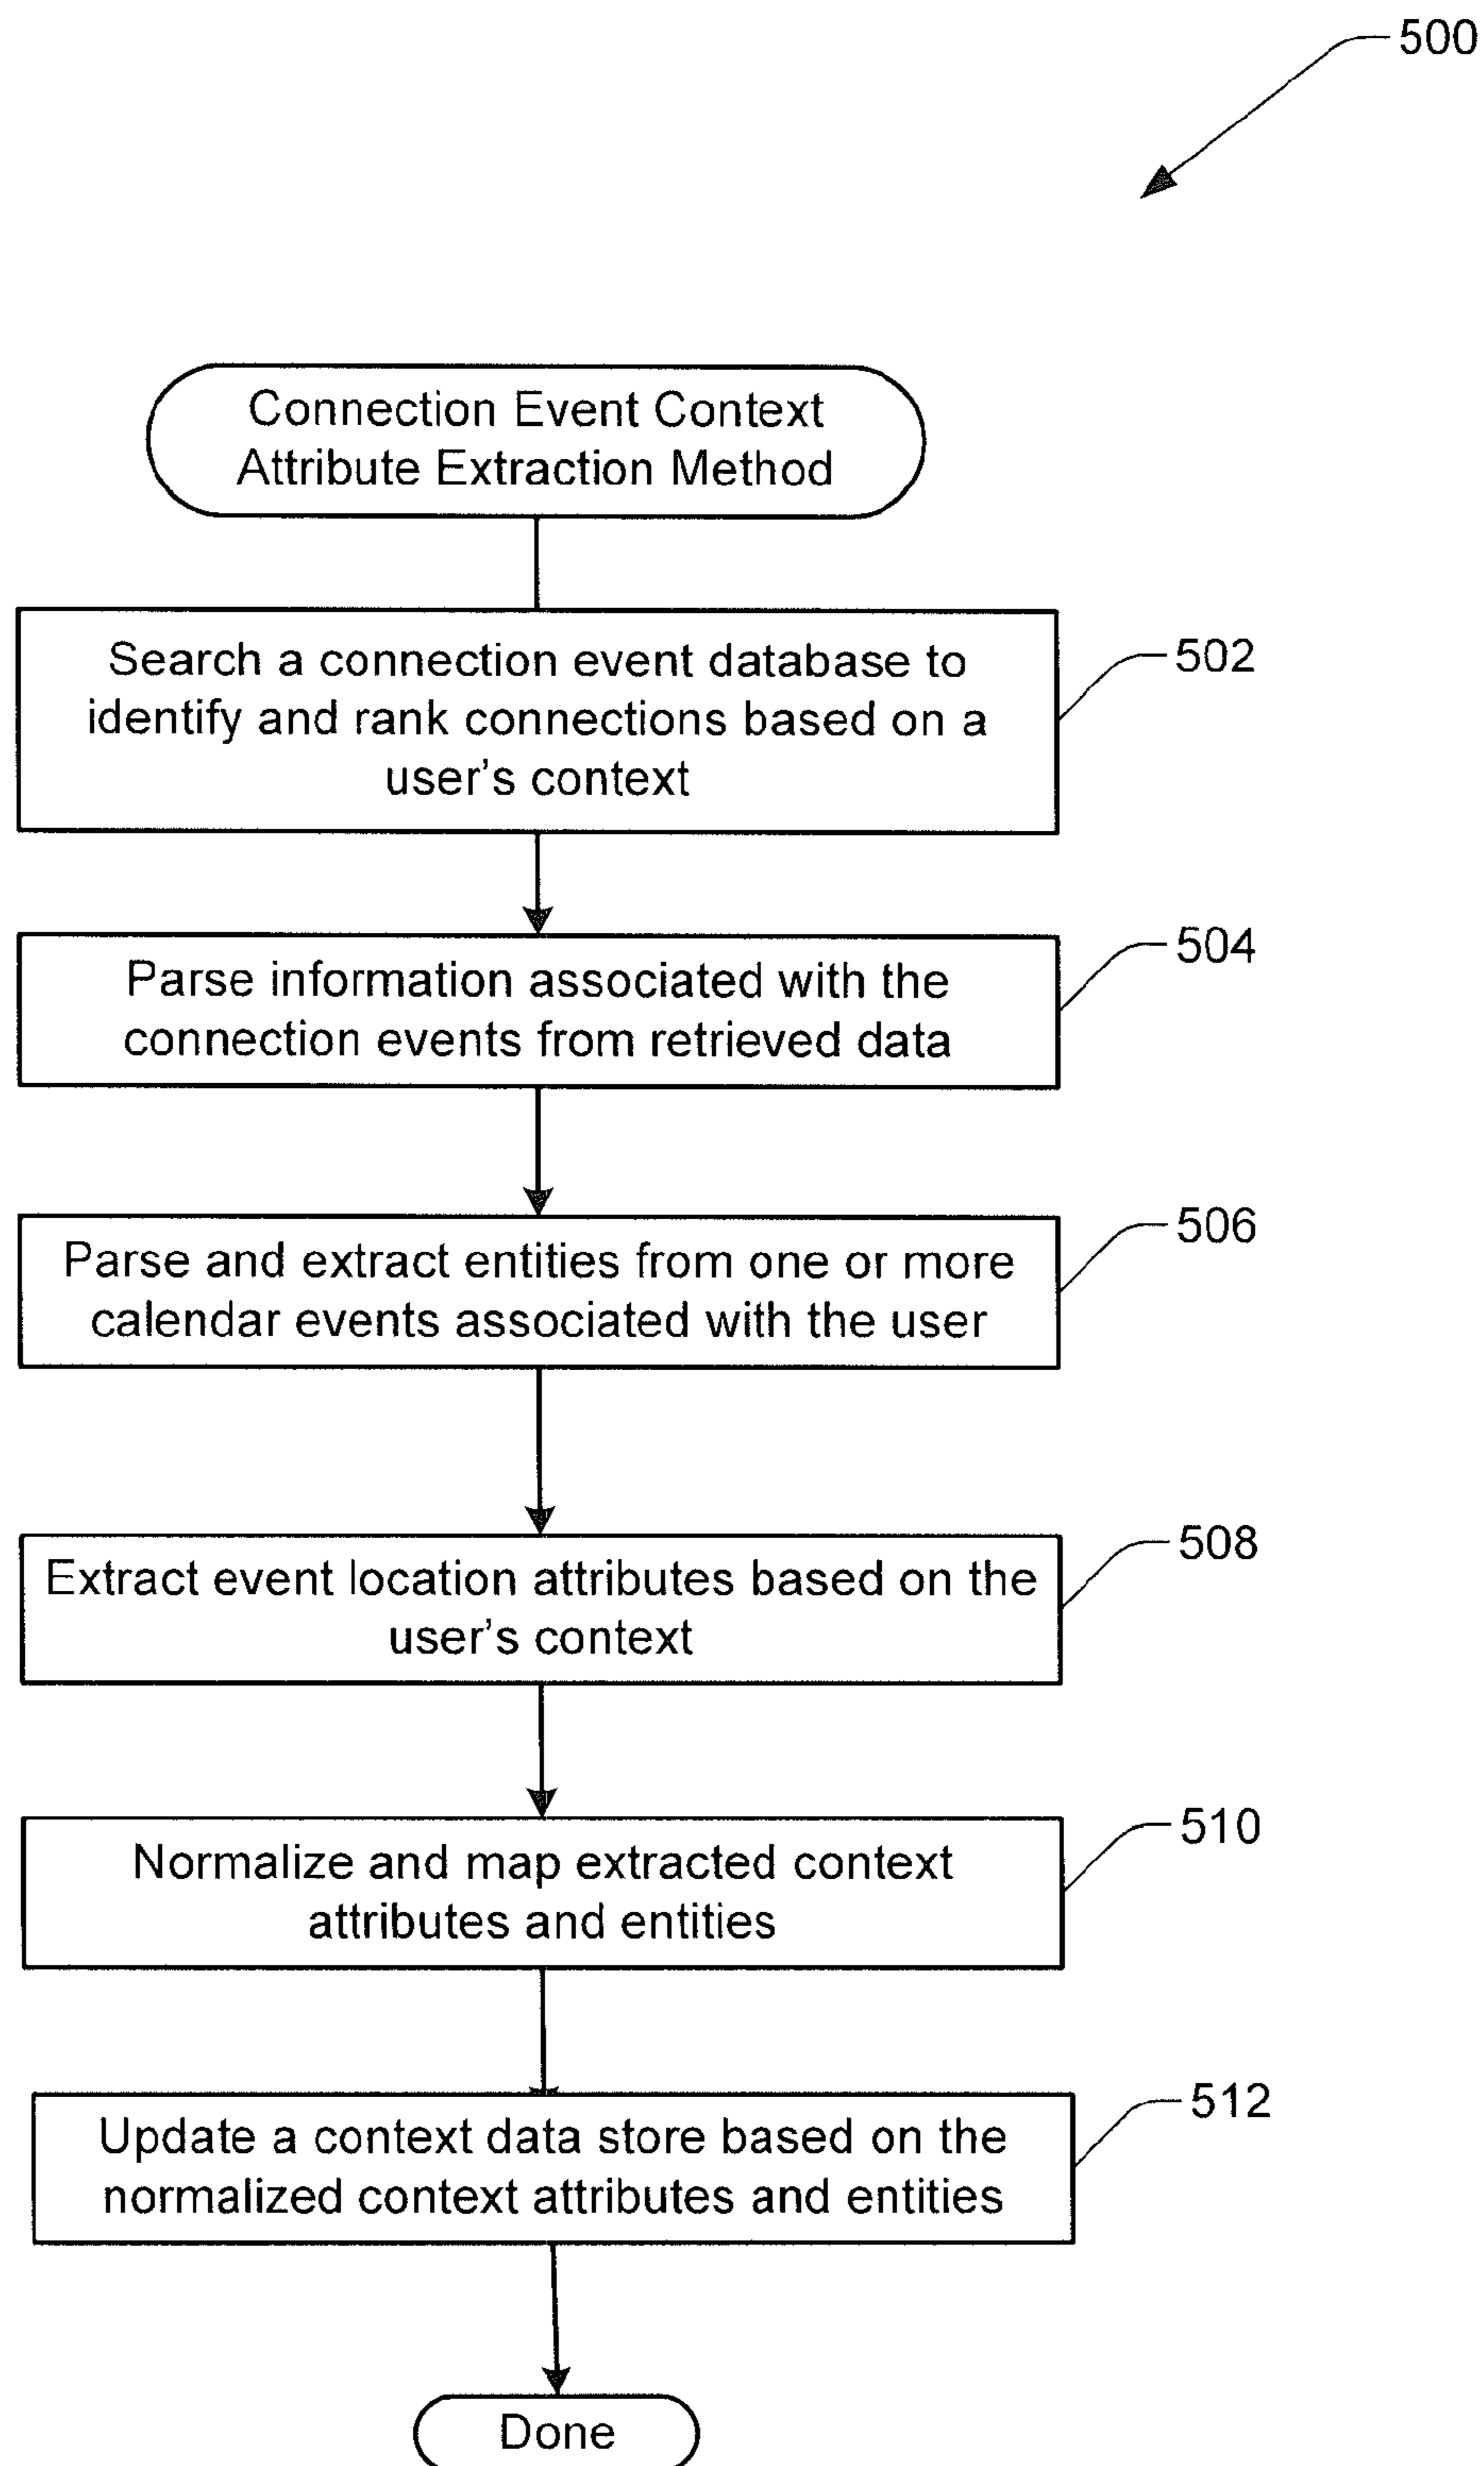 500
Connection Event Context
Attribute Extraction Method
Search a connection event database to
identify and rank connections based on a
user's context
502
Parse information associated with the
connection events from retrieved data
504
Parse and extract entities from one or more
calendar events associated with the user
506
Extract event location attributes based on the
user's context
508
Normalize and map extracted context
attributes and entities
510
Update a context data store based on the
normalized context attributes and entities
512
Done